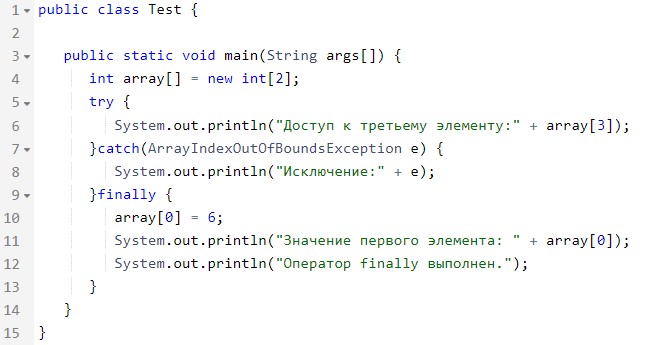 1 public class Test {
2
3 public static void main(String args[]) {
4 int array[] = new int[2];
5 try {
6 System.out.println("Доступ к третьему элементу:" + array[3]);
7 }catch(ArrayIndexOutOfBoundsException e) {
8 System.out.println("Исключение:" + e);
9 }finally {
10 array[0] = 6;
11 System.out.println("Значение первого элемента: " + array[0]);
12 System.out.println("Оператор finally выполнен.");
13 }
14 }
15 }